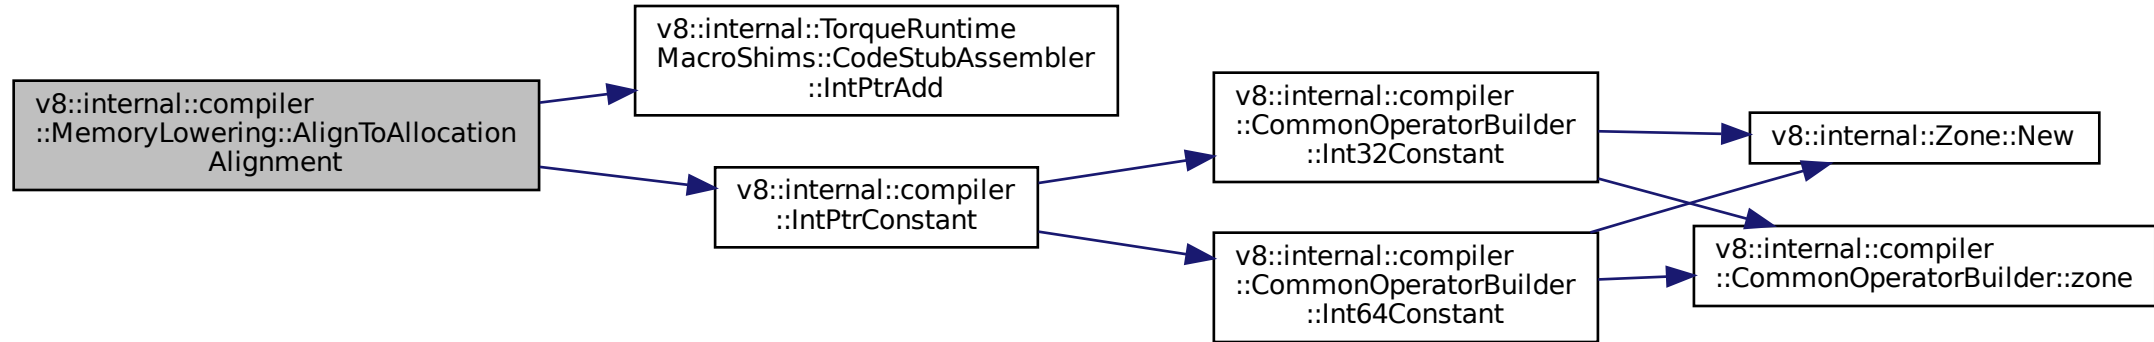 v8::internal::compiler
::MemoryLowering::AlignToAllocation
Alignment
v8::internal::TorqueRuntime
MacroShims::CodeStubAssembler
::IntPtrAdd
v8::internal::compiler
::IntPtrConstant
v8::internal::compiler
::CommonOperatorBuilder
::Int32Constant
v8::internal::compiler
::CommonOperatorBuilder
::Int64Constant
v8::internal::Zone::New
v8::internal::compiler
::CommonOperatorBuilder::zone